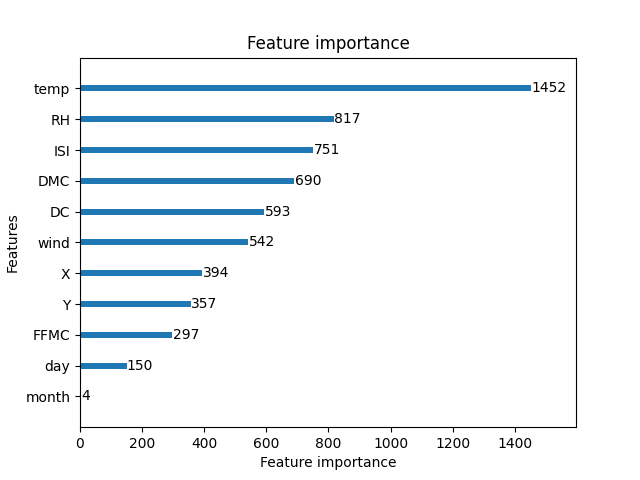 Feature importance
temp 1452
RH 817
ISI 751
DMC 690
DC 593
wind 542
X 394
Y 357
FFMC 297
day 150
month 4
Features
0 200 400 600 800 1000 1200 1400
Feature importance